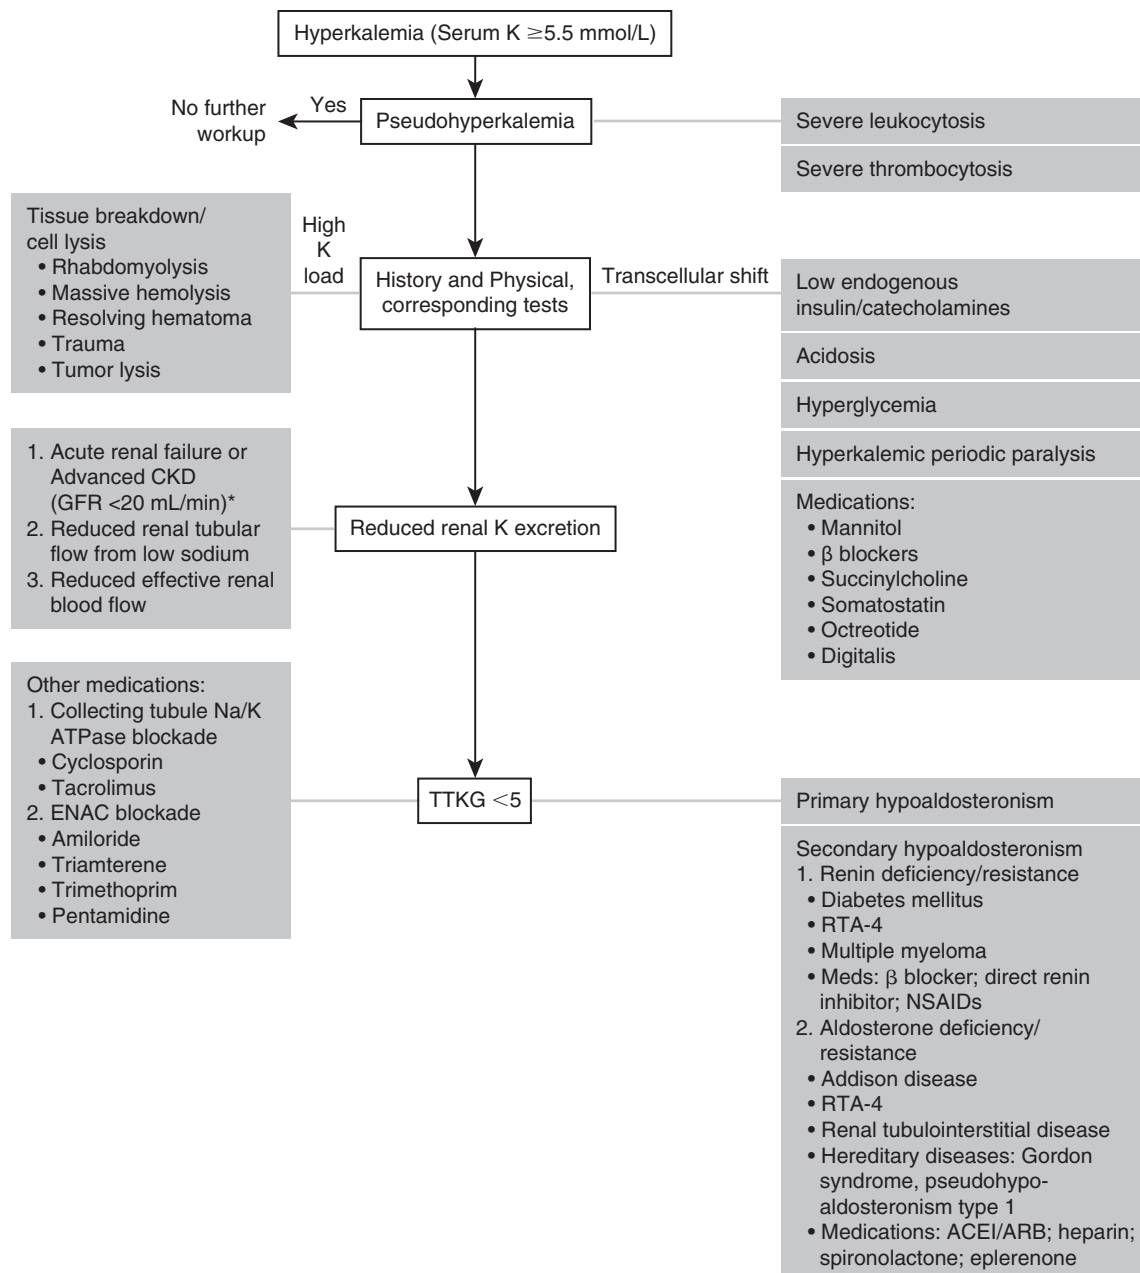 Hyperkalemia (Serum K ≥5.5 mmol/L)
No further
workup
Yes
Pseudohyperkalemia
Severe leukocytosis
Severe thrombocytosis
Tissue breakdown/
cell lysis
• Rhabdomyolysis
• Massive hemolysis
• Resolving hematoma
• Trauma
• Tumor lysis
High
K
load
History and Physical,
corresponding tests
Transcellular shift
Low endogenous
insulin/catecholamines
Acidosis
Hyperglycemia
Hyperkalemic periodic paralysis
Medications:
• Mannitol
• β blockers
• Succinylcholine
• Somatostatin
• Octreotide
• Digitalis
1. Acute renal failure or
Advanced CKD
(GFR <20 mL/min)*
2. Reduced renal tubular
flow from low sodium
3. Reduced effective renal
blood flow
Reduced renal K excretion
Other medications:
1. Collecting tubule Na/K
ATPase blockade
• Cyclosporin
• Tacrolimus
2. ENAC blockade
• Amiloride
• Triamterene
• Trimethoprim
• Pentamidine
TTKG <5
Primary hypoaldosteronism
Secondary hypoaldosteronism
1. Renin deficiency/resistance
• Diabetes mellitus
• RTA-4
• Multiple myeloma
• Meds: β blocker; direct renin
inhibitor; NSAIDs
2. Aldosterone deficiency/
resistance
• Addison disease
• RTA-4
• Renal tubulointerstitial disease
• Hereditary diseases: Gordon
syndrome, pseudohypo-
aldosteronism type 1
• Medications: ACEI/ARB; heparin;
spironolactone; eplerenone